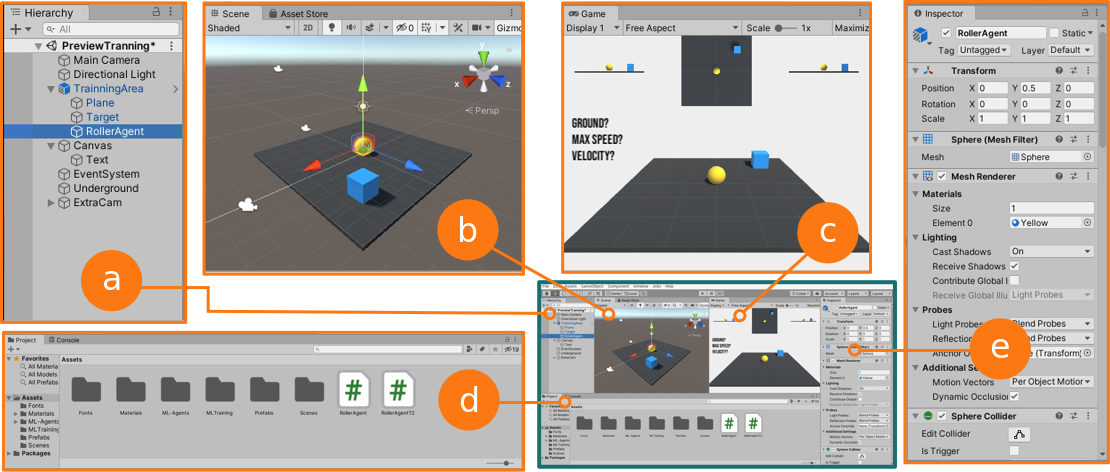 Hierarchy
All
PreviewTranning*
Main Camera
Directional Light
TrainningArea
Plane
Target
RollerAgent
Canvas
Text
EventSystem
Underground
ExtraCam
a
Scene
Asset Store
Shaded
2D
0
Gizmo
y
x
z
Persp
b
Game
Display 1
Free Aspect
Scale
1x
Maximiz
GROUND?
MAX SPEED?
VELOCITY?
c
Inspector
RollerAgent
Static
Tag
Untagged
Layer
Default
Transform
Position
X 0
Y 0.5
Z 0
Rotation
X 0
Y 0
Z 0
Scale
X 1
Y 1
Z 1
Sphere (Mesh Filter)
Mesh
Sphere
Mesh Renderer
Materials
Size
1
Element 0
Yellow
Lighting
Cast Shadows
On
Receive Shadows
Contribute Global I
Receive Global Illu
Light Probes
Probes
Light Probes
Blend Probes
Reflection
nd Probes
Anchor O
e (Transform)
Additional Se
Motion Vectors
Per Object Motion
Dynamic Occlusion
Sphere Collider
Edit Collider
Is Trigger
e
Project
Console
19
Favorites
All Materia
All Models
All Prefabs
Assets
Fonts
Materials
ML-Agents
MLTraining
Prefabs
Scenes
Packages
Assets
Fonts
Materials
ML-Agents
MLTraining
Prefabs
Scenes
RollerAgent
RollerAgentT2
d